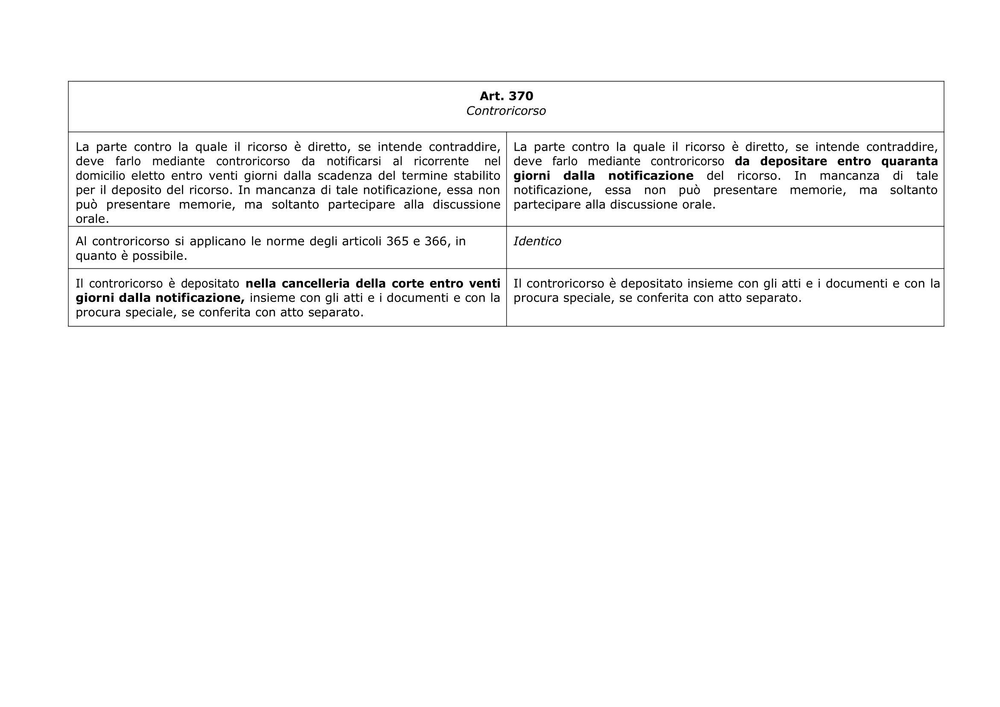 Art. 370
Controricorso
La parte contro la quale il ricorso è diretto, se intende contraddire,
deve farlo mediante controricorso da notificarsi al ricorrente nel
domicilio eletto entro venti giorni dalla scadenza del termine stabilito
per il deposito del ricorso. In mancanza di tale notificazione, essa non
può presentare memorie, ma soltanto partecipare alla discussione
orale.
La parte contro la quale il ricorso è diretto, se intende contraddire,
deve farlo mediante controricorso da depositare entro quaranta
giorni dalla notificazione del ricorso. In mancanza di tale
notificazione, essa non può presentare memorie, ma soltanto
partecipare alla discussione orale.
Al controricorso si applicano le norme degli articoli 365 e 366, in
quanto è possibile.
Identico
Il controricorso è depositato nella cancelleria della corte entro venti
giorni dalla notificazione, insieme con gli atti e i documenti e con la
procura speciale, se conferita con atto separato.
Il controricorso è depositato insieme con gli atti e i documenti e con la
procura speciale, se conferita con atto separato.